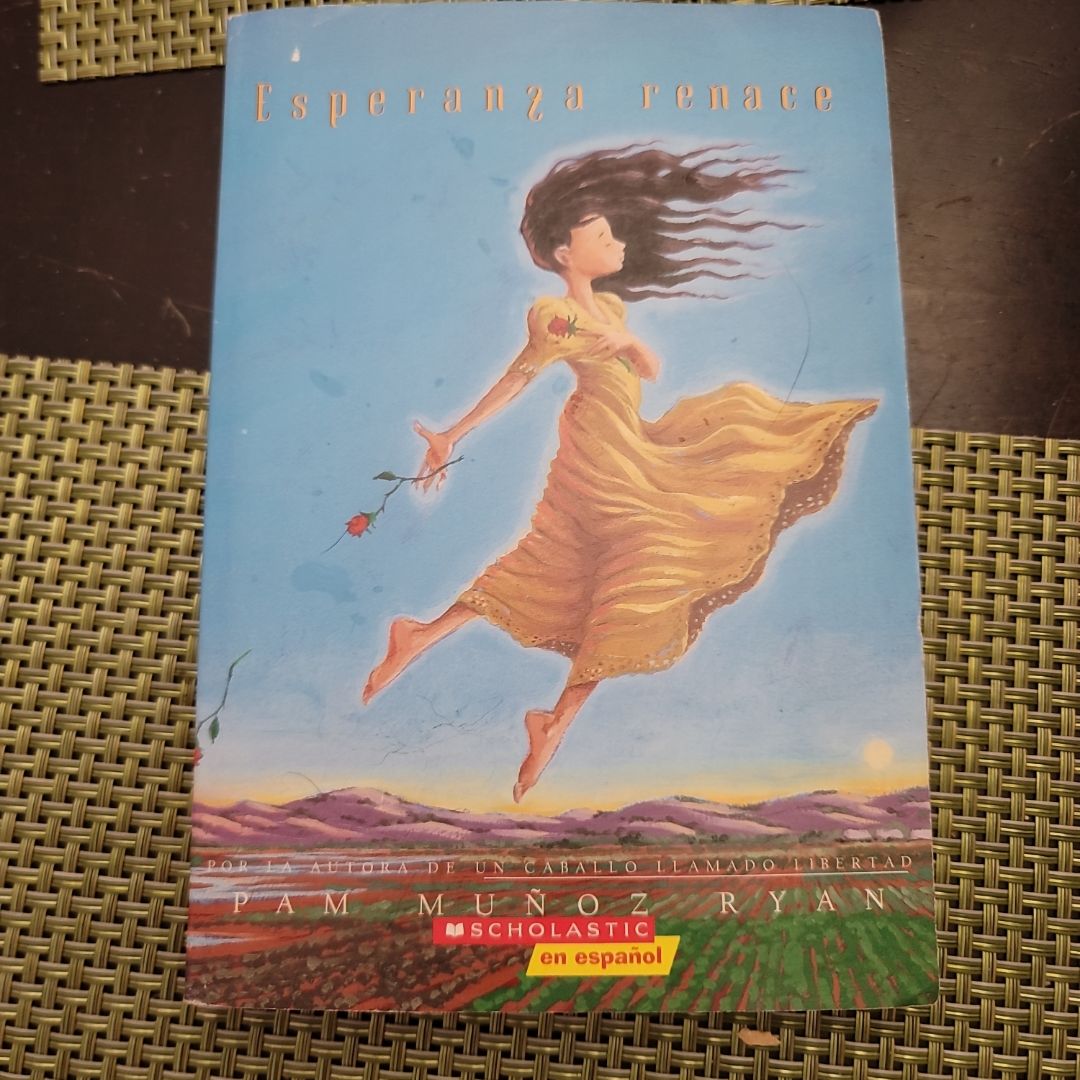 Esperanza renace
POR LA AUTORA DE UN CABALLO LLAMADO LIBERTAD
PAM MUÑOZ RYAN
SCHOLASTIC
en español